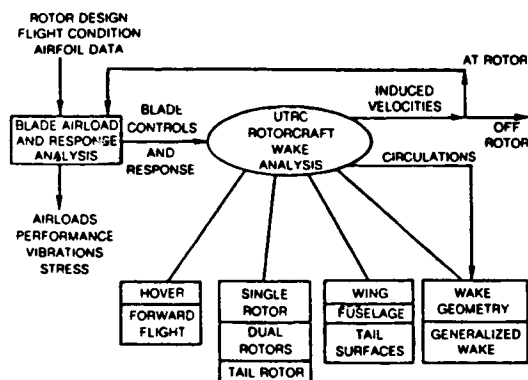 ROTOR DESIGN
FLIGHT CONDITION
AIRFOIL DATA
AT ROTOR
INDUCED
VELOCITIES
OFF
ROTOR
BLADE AIRLOAD
AND RESPONSE
ANALYSIS
BLADE
CONTROLS
AND
RESPONSE
UTRC
ROTORCRAFT
WAKE
ANALYSIS
CIRCULATIONS
AIRLOADS
PERFORMANCE
VIBRATIONS
STRESS
HOVER
FORWARD
FLIGHT
SINGLE
ROTOR
DUAL
ROTORS
TAIL ROTOR
WING
FUSELAGE
TAIL
SURFACES
WAKE
GEOMETRY
GENERALIZED
WAKE